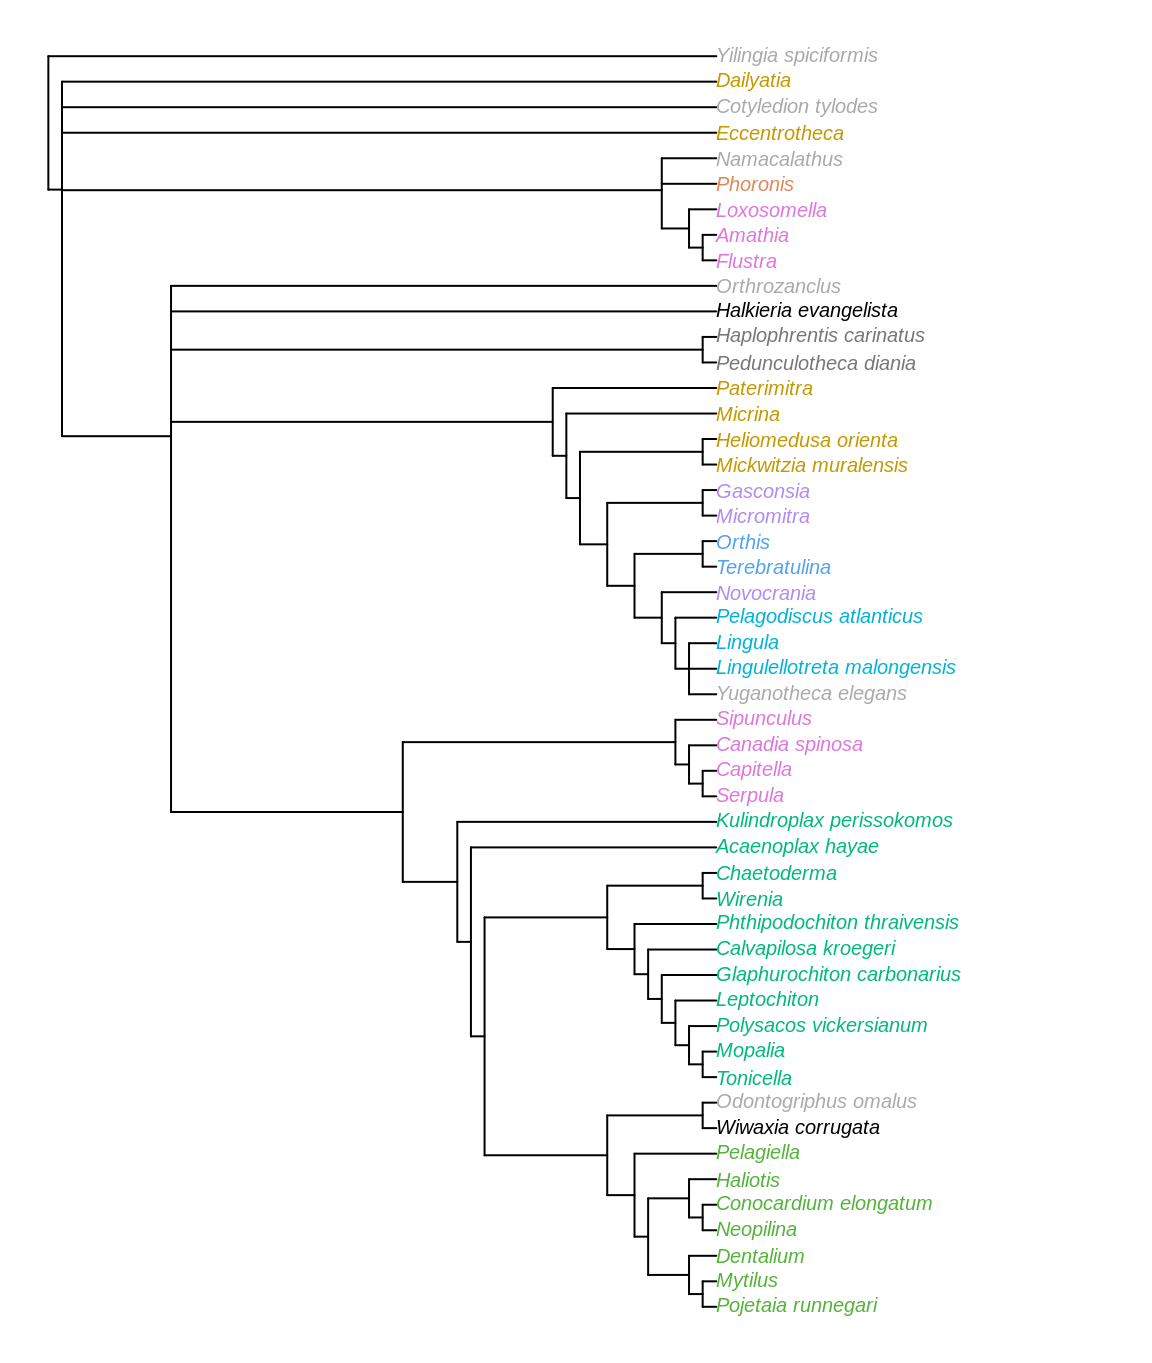 Yilingia spiciformis
Dailyatia
Cotyledion tylodes
Eccentrotheca
Namacalathus
Phoronis
Loxosomella
Amathia
Flustra
Orthrozanclus
Halkieria evangelista
Haplophrentis carinatus
Pedunculotheca diania
Paterimitra
Micrina
Heliomedusa orienta
Mickwitzia muralensis
Gasconsia
Micromitra
Orthis
Terebratulina
Novocrania
Pelagodiscus atlanticus
Lingula
Lingulellotreta malongensis
Yuganotheca elegans
Sipunculus
Canadia spinosa
Capitella
Serpula
Kulindroplax perissokomos
Acaenoplax hayae
Chaetoderma
Wirenia
Phthipodochiton thraivensis
Calvapilosa kroegeri
Glaphurochiton carbonarius
Leptochiton
Polysacos vickersianum
Mopalia
Tonicella
Odontogriphus omalus
Wiwaxia corrugata
Pelagiella
Haliotis
Conocardium elongatum
Neopilina
Dentalium
Mytilus
Pojetaia runnegari